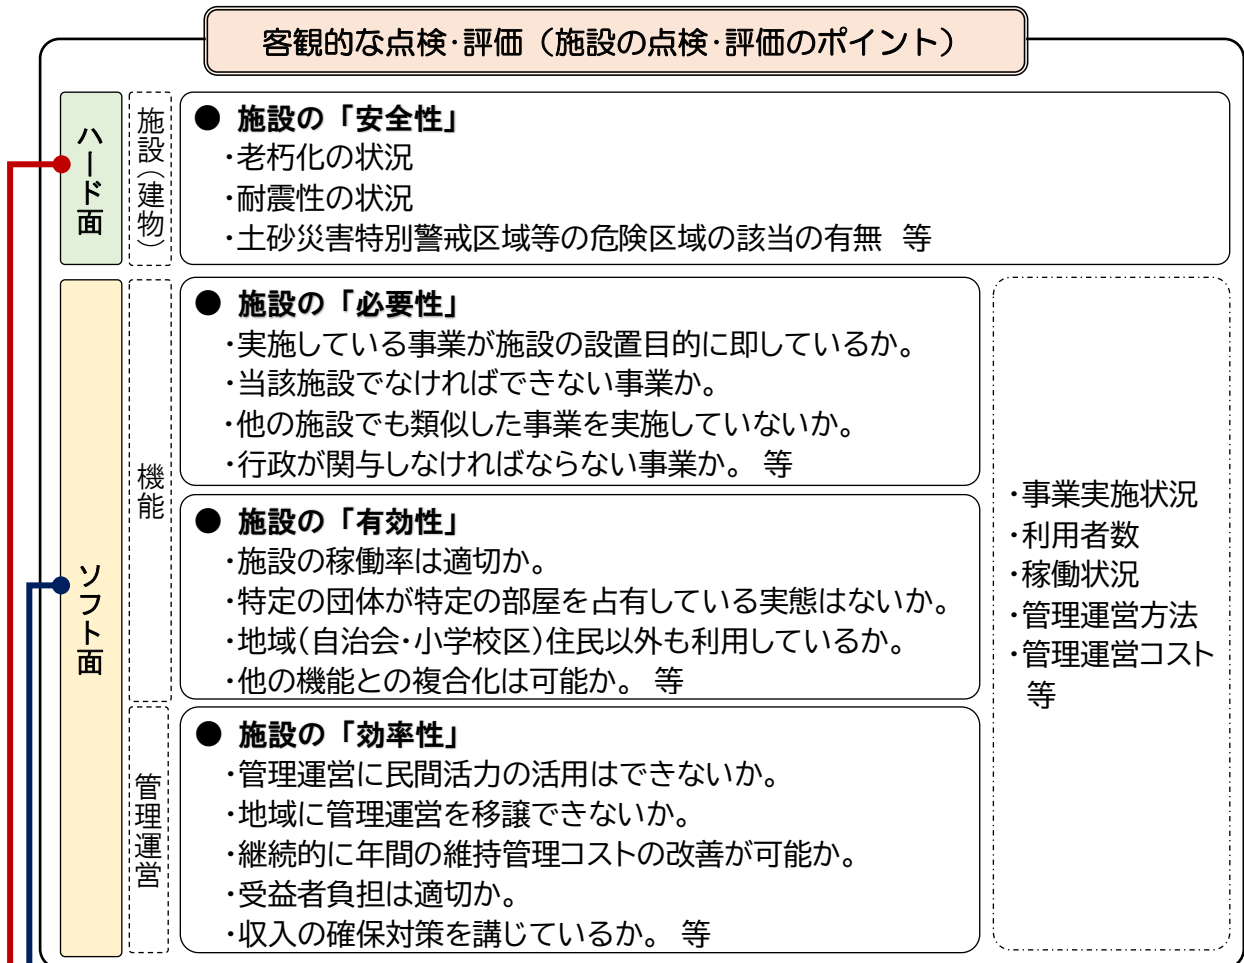 客観的な点検･評価（施設の点検･評価のポイント）
ハード面
施設（建物）
● 施設の「安全性」
･老朽化の状況
･耐震性の状況
･土砂災害特別警戒区域等の危険区域の該当の有無 等
ソフト面
機能
● 施設の「必要性」
･実施している事業が施設の設置目的に即しているか。
･当該施設でなければできない事業か。
･他の施設でも類似した事業を実施していないか。
･行政が関与しなければならない事業か。 等
● 施設の「有効性」
･施設の稼働率は適切か。
･特定の団体が特定の部屋を占有している実態はないか。
･地域（自治会･小学校区）住民以外も利用しているか。
･他の機能との複合化は可能か。 等
管理運営
● 施設の「効率性」
･管理運営に民間活力の活用はできないか。
･地域に管理運営を移譲できないか。
･継続的に年間の維持管理コストの改善が可能か。
･受益者負担は適切か。
･収入の確保対策を講じているか。 等
･事業実施状況
･利用者数
･稼働状況
･管理運営方法
･管理運営コスト
等